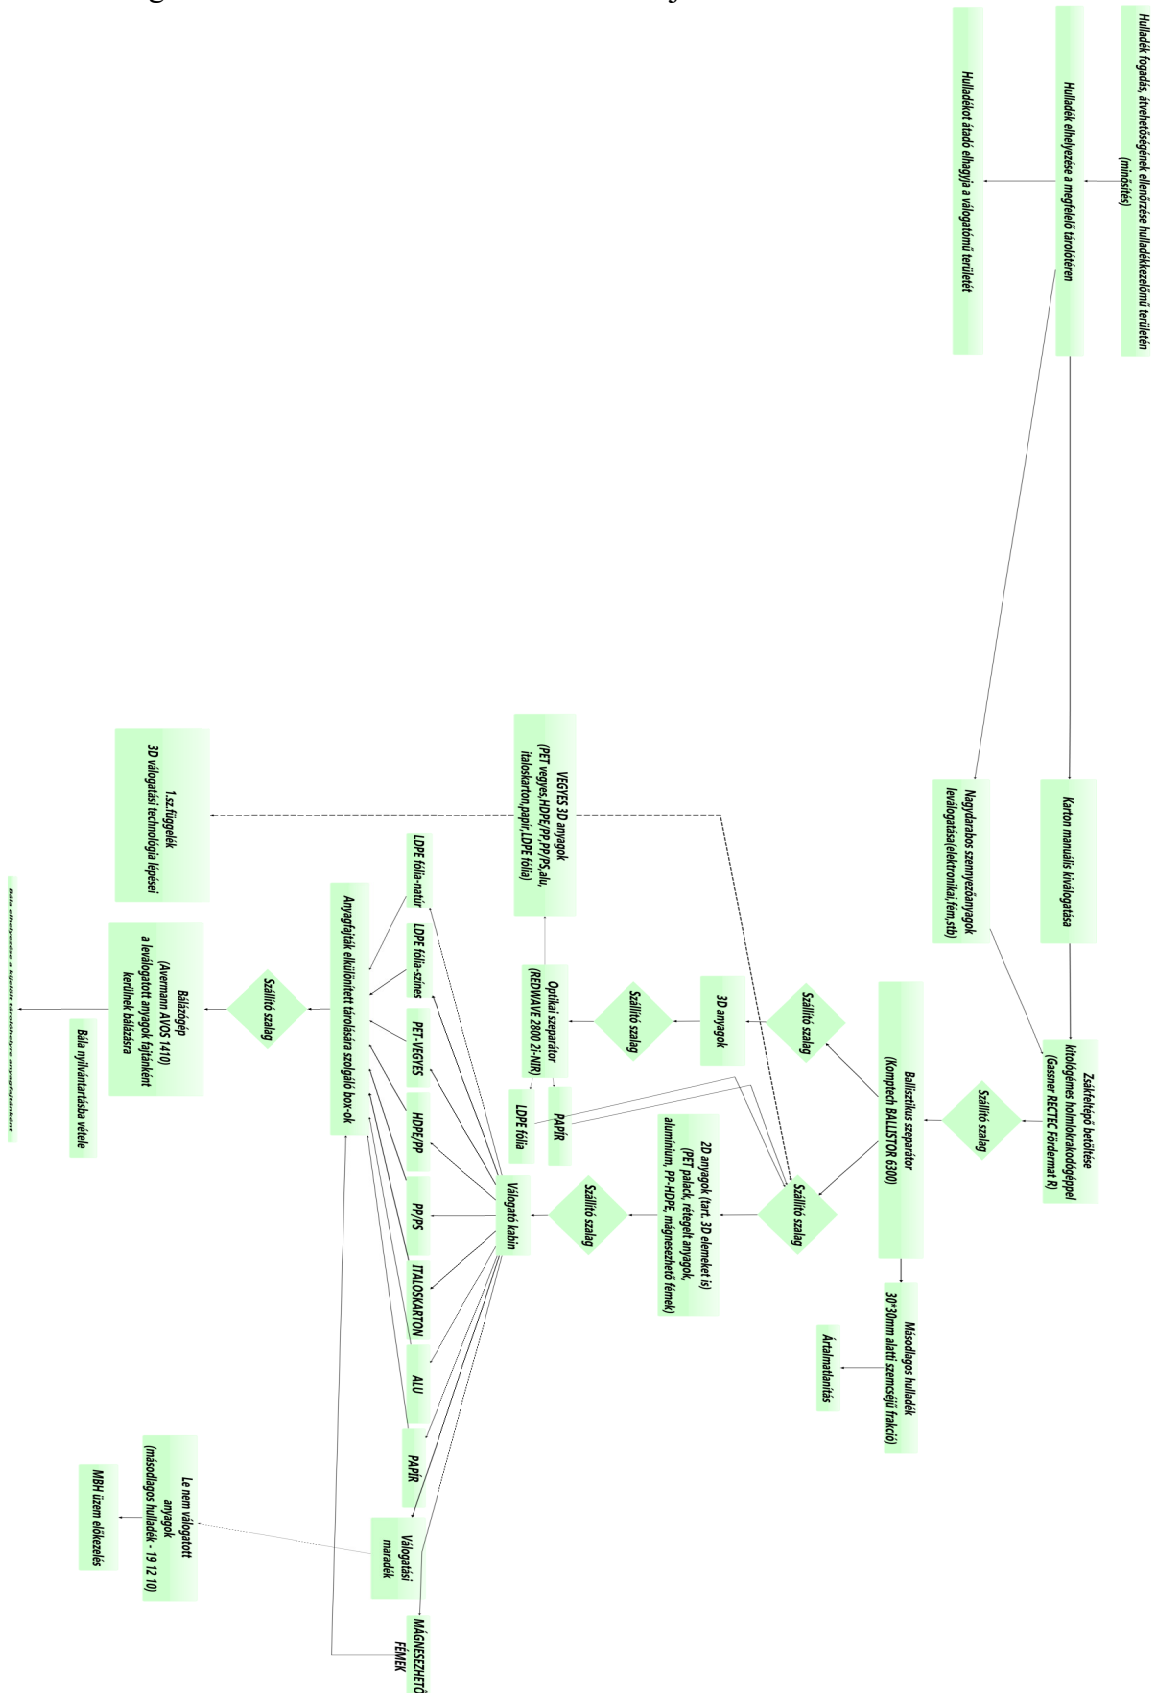 Hulladék fogadás, átvehetőségének ellenőrzése hulladékkezelőmű területén
(minősítés)
Hulladék elhelyezése a megfelelő tárolótéren
Hulladékot átadó elhagyja a válogatómű területét
Karton manuális kiválogatása
Nagydarabos szennyezőanyagok
leválogatása(elektronikai,fém,stb)
Zsákfeltépő betöltése
kitológémes holmlokrakodógéppel
(Gassner RECTEC Fördermat R)
Szállító szalag
Ballisztikus szeparátor
(Komptech BALLISTOR 6300)
Másodlagos hulladék
30*30mm alatti szemcséjű frakció)
Ártalmatlanítás
Szállító szalag
Szállító szalag
3D anyagok
2D anyagok (tart. 3D elemeket is)
(PET palack, rétegelt anyagok,
alumínium, PP-HDPE, mágnesezhető fémek)
Szállító szalag
Szállító szalag
VEGYES 3D anyagok
(PET vegyes,HDPE/PP,PP/PS,alu,
italoskarton,papír,LDPE fólia)
Optikai szeparátor
(REDWAVE 2800 2i-NIR)
PAPÍR
LDPE fólia
Válogató kabin
LDPE fólia-natúr
LDPE fólia-színes
PET-VEGYES
HDPE/PP
PP/PS
ITALOSKARTON
ALU
PAPÍR
Válogatási
maradék
MÁGNESEZHETŐ
FÉMEK
Anyagfajták elkülönített tárolására szolgáló box-ok
Szállító szalag
1.sz.függelék
3D válogatási technológia lépései
Bálázógép
(Avermann AVOS 1410)
a leválogatott anyagok fajtánként
kerülnek bálázásra
Le nem válogatott
anyagok
(másodlagos hulladék - 19 12 10)
MBH üzem előkezelés
Bála nyilvántartásba vétele